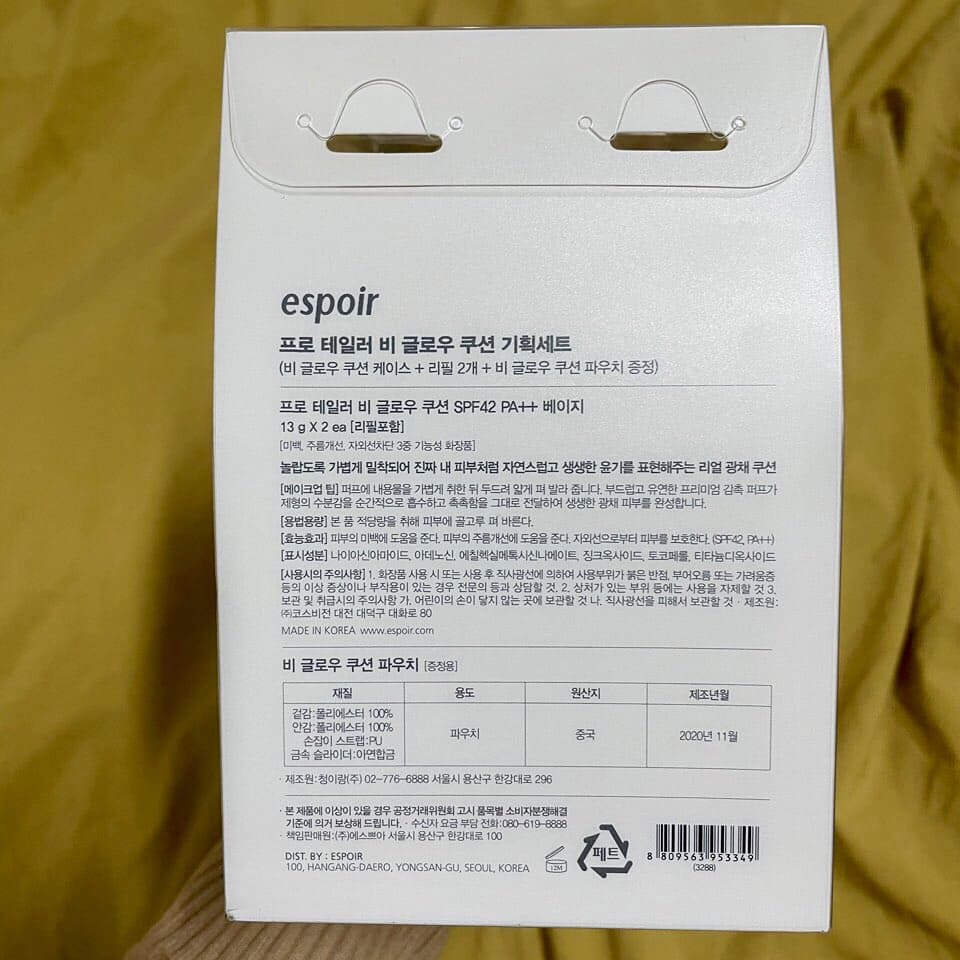 espoir
프로 테일러 비 글로우 쿠션 기획세트
(비 글로우 쿠션 케이스 + 리필 2개 + 비 글로우 쿠션 파우치 증정)
프로 테일러 비 글로우 쿠션 SPF42 PA++ 베이지
13 g X 2 ea [리필포함]
[미백, 주름개선, 자외선차단 3중 기능성 화장품]
놀랍도록 가볍게 밀착되어 진짜 내 피부처럼 자연스럽고 생생한 윤기를 표현해주는 리얼 광채 쿠션
[메이크업 팁] 퍼프에 내용물을 가볍게 취한 뒤 두드려 얇게 펴 발라 줍니다. 부드럽고 유연한 프리미엄 감촉 퍼프가
제형의 수분감을 순간적으로 흡수하고 촉촉함을 그대로 전달하여 생생한 광채 피부를 완성합니다.
[용법용량] 본 품 적당량을 취해 피부에 골고루 펴 바른다.
[효능효과] 피부의 미백에 도움을 준다. 피부의 주름개선에 도움을 준다. 자외선으로부터 피부를 보호한다. (SPF42, PA++)
[표시성분] 나이아신아마이드, 아데노신, 에칠헥실메톡시신나메이트, 징크옥사이드, 토코페롤, 티타늄디옥사이드
[사용시의 주의사항] 1. 화장품 사용 시 또는 사용 후 직사광선에 의하여 사용부위가 붉은 반점, 부어오름 또는 가려움증
등의 이상 증상이나 부작용이 있는 경우 전문의 등과 상담할 것. 2. 상처가 있는 부위 등에는 사용을 자제할 것 3.
보관 및 취급시의 주의사항 가. 어린이의 손이 닿지 않는 곳에 보관할 것 나. 직사광선을 피해서 보관할 것 · 제조원:
㈜코스비전 대전 대덕구 대화로 80
MADE IN KOREA www.espoir.com
비 글로우 쿠션 파우치 [증정용]
재질 용도 원산지 제조년월
겉감:폴리에스터 100%
안감:폴리에스터 100%
손잡이 스트랩:PU
금속 슬라이더:아연합금
파우치 중국 2020년 11월
· 제조원:청이랑(주) 02-776-6888 서울시 용산구 한강대로 296
· 본 제품에 이상이 있을 경우 공정거래위원회 고시 품목별 소비자분쟁해결
기준에 의거 보상해 드립니다. · 수신자 요금 부담 전화:080-619-8888
· 책임판매원:(주)에스쁘아 서울시 용산구 한강대로 100
DIST. BY : ESPOIR
100, HANGANG-DAERO, YONGSAN-GU, SEOUL, KOREA
12M
페트
8 809563 953349
(3288)